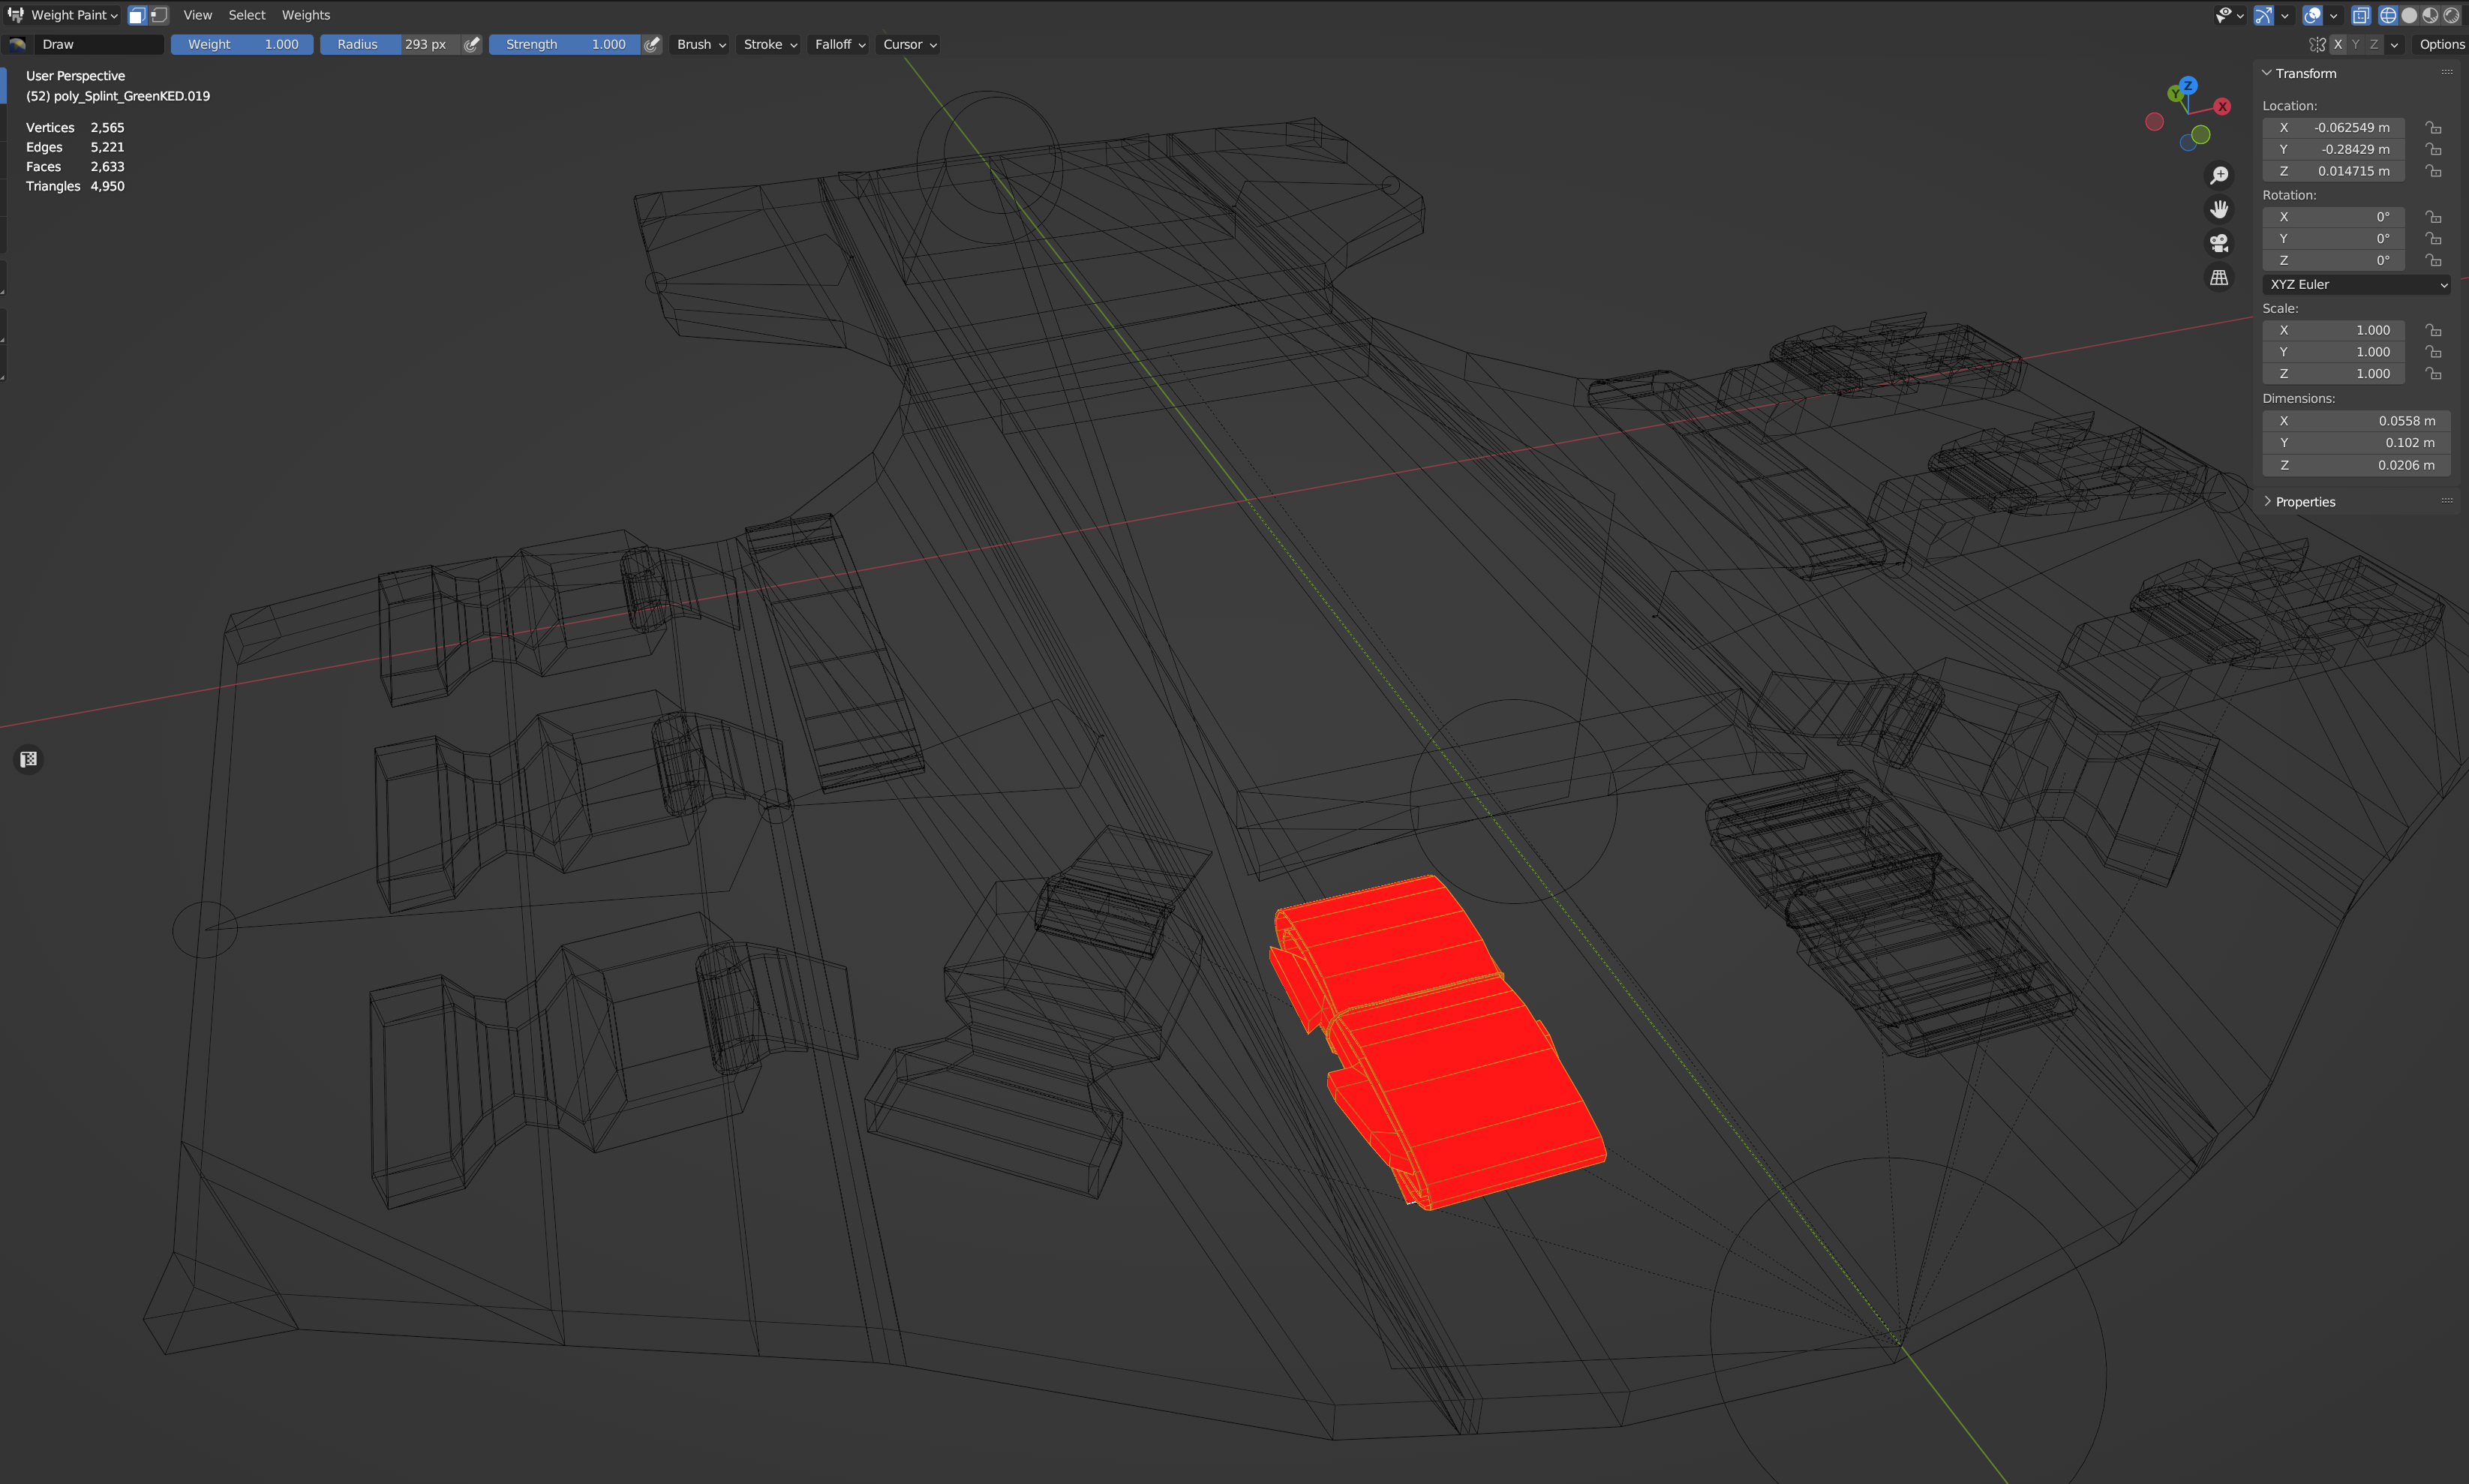 Weight Paint View Select Weights
Draw Weight 1.000 Radius 293 px Strength 1.000 Brush Stroke Falloff Cursor X Y Z Options
User Perspective
(52) poly_Splint_GreenKED.019
Vertices 2,565
Edges 5,221
Faces 2,633
Triangles 4,950
Z
Y
X
Transform
Location:
X -0.062549 m
Y -0.28429 m
Z 0.014715 m
Rotation:
X 0°
Y 0°
Z 0°
XYZ Euler
Scale:
X 1.000
Y 1.000
Z 1.000
Dimensions:
X 0.0558 m
Y 0.102 m
Z 0.0206 m
Properties